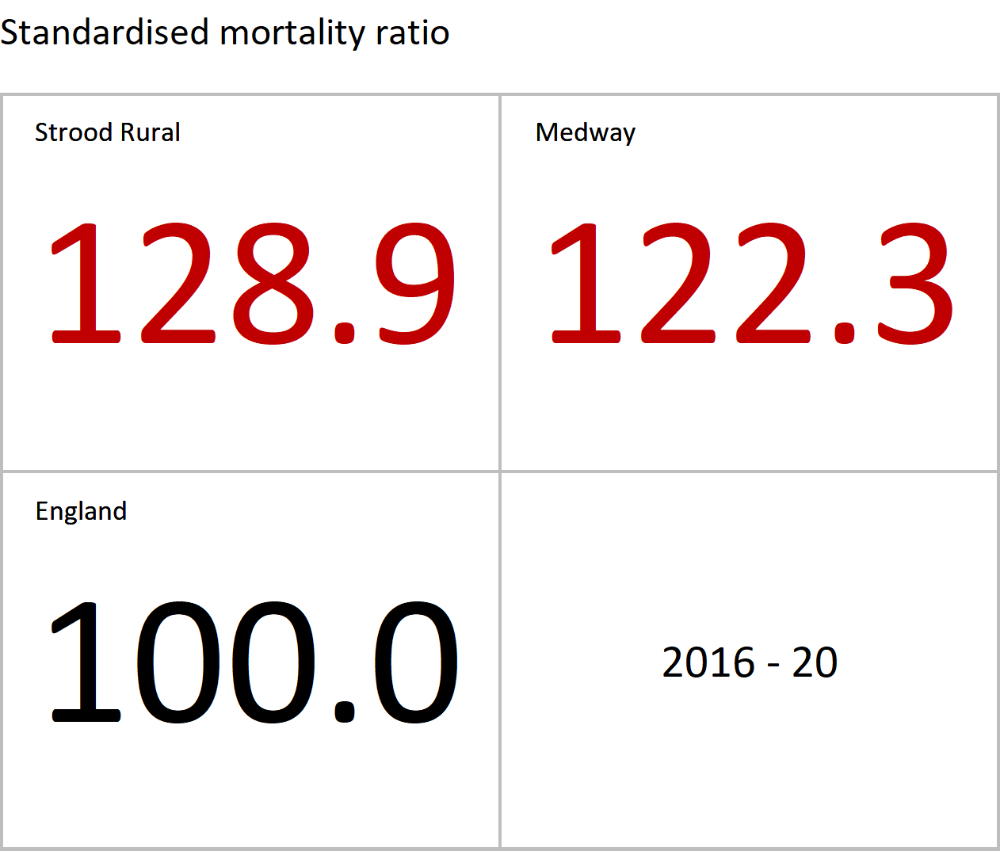 Standardised mortality ratio
Strood Rural
128.9
Medway
122.3
England
100.0
2016 - 20